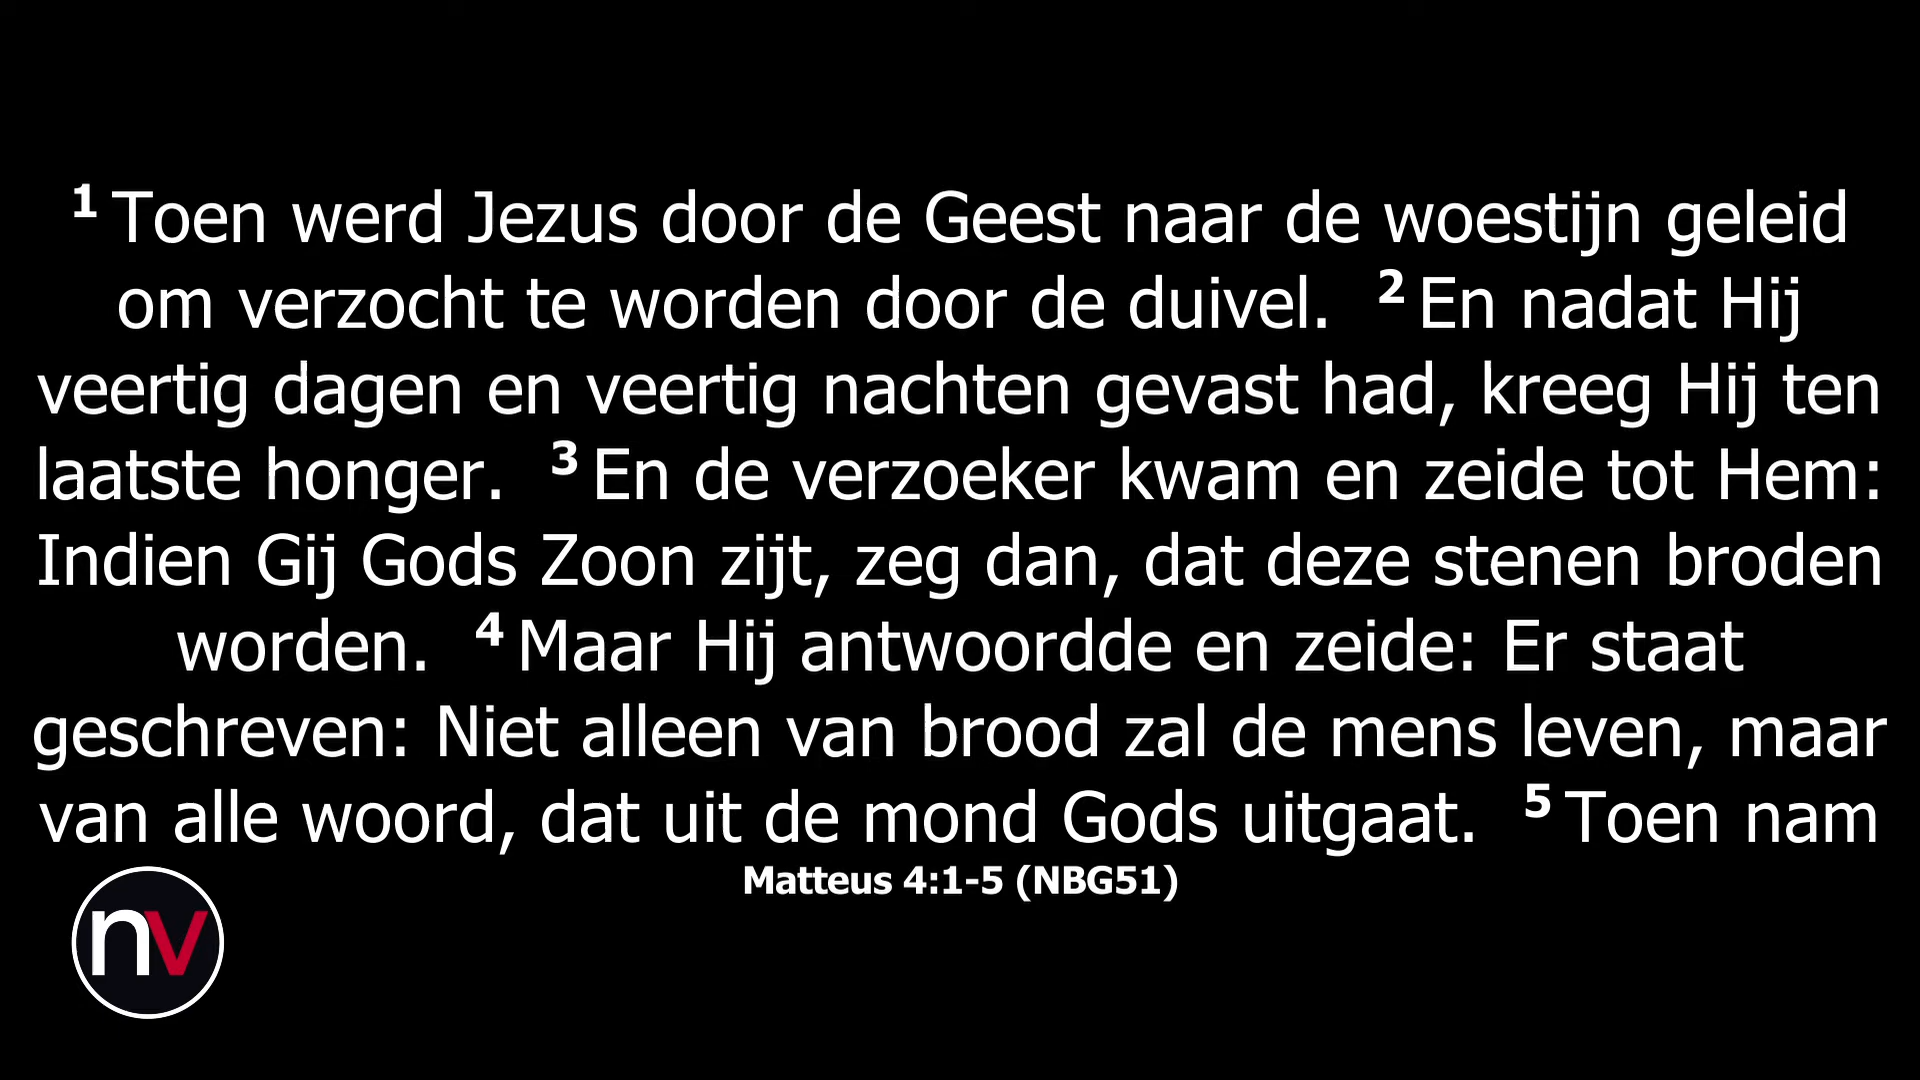 1 Toen werd Jezus door de Geest naar de woestijn geleid
om verzocht te worden door de duivel. 2 En nadat Hij
veertig dagen en veertig nachten gevast had, kreeg Hij ten
laatste honger. 3 En de verzoeker kwam en zeide tot Hem:
Indien Gij Gods Zoon zijt, zeg dan, dat deze stenen broden
worden. 4 Maar Hij antwoordde en zeide: Er staat
geschreven: Niet alleen van brood zal de mens leven, maar
van alle woord, dat uit de mond Gods uitgaat. 5 Toen nam
Matteus 4:1-5 (NBG51)
nv